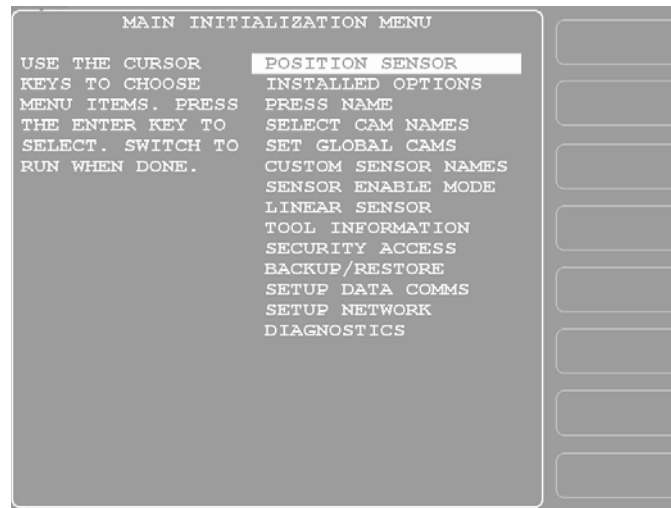 MAIN INITIALIZATION MENU
USE THE CURSOR
KEYS TO CHOOSE
MENU ITEMS. PRESS
THE ENTER KEY TO
SELECT. SWITCH TO
RUN WHEN DONE.
POSITION SENSOR
INSTALLED OPTIONS
PRESS NAME
SELECT CAM NAMES
SET GLOBAL CAMS
CUSTOM SENSOR NAMES
SENSOR ENABLE MODE
LINEAR SENSOR
TOOL INFORMATION
SECURITY ACCESS
BACKUP/RESTORE
SETUP DATA COMMS
SETUP NETWORK
DIAGNOSTICS